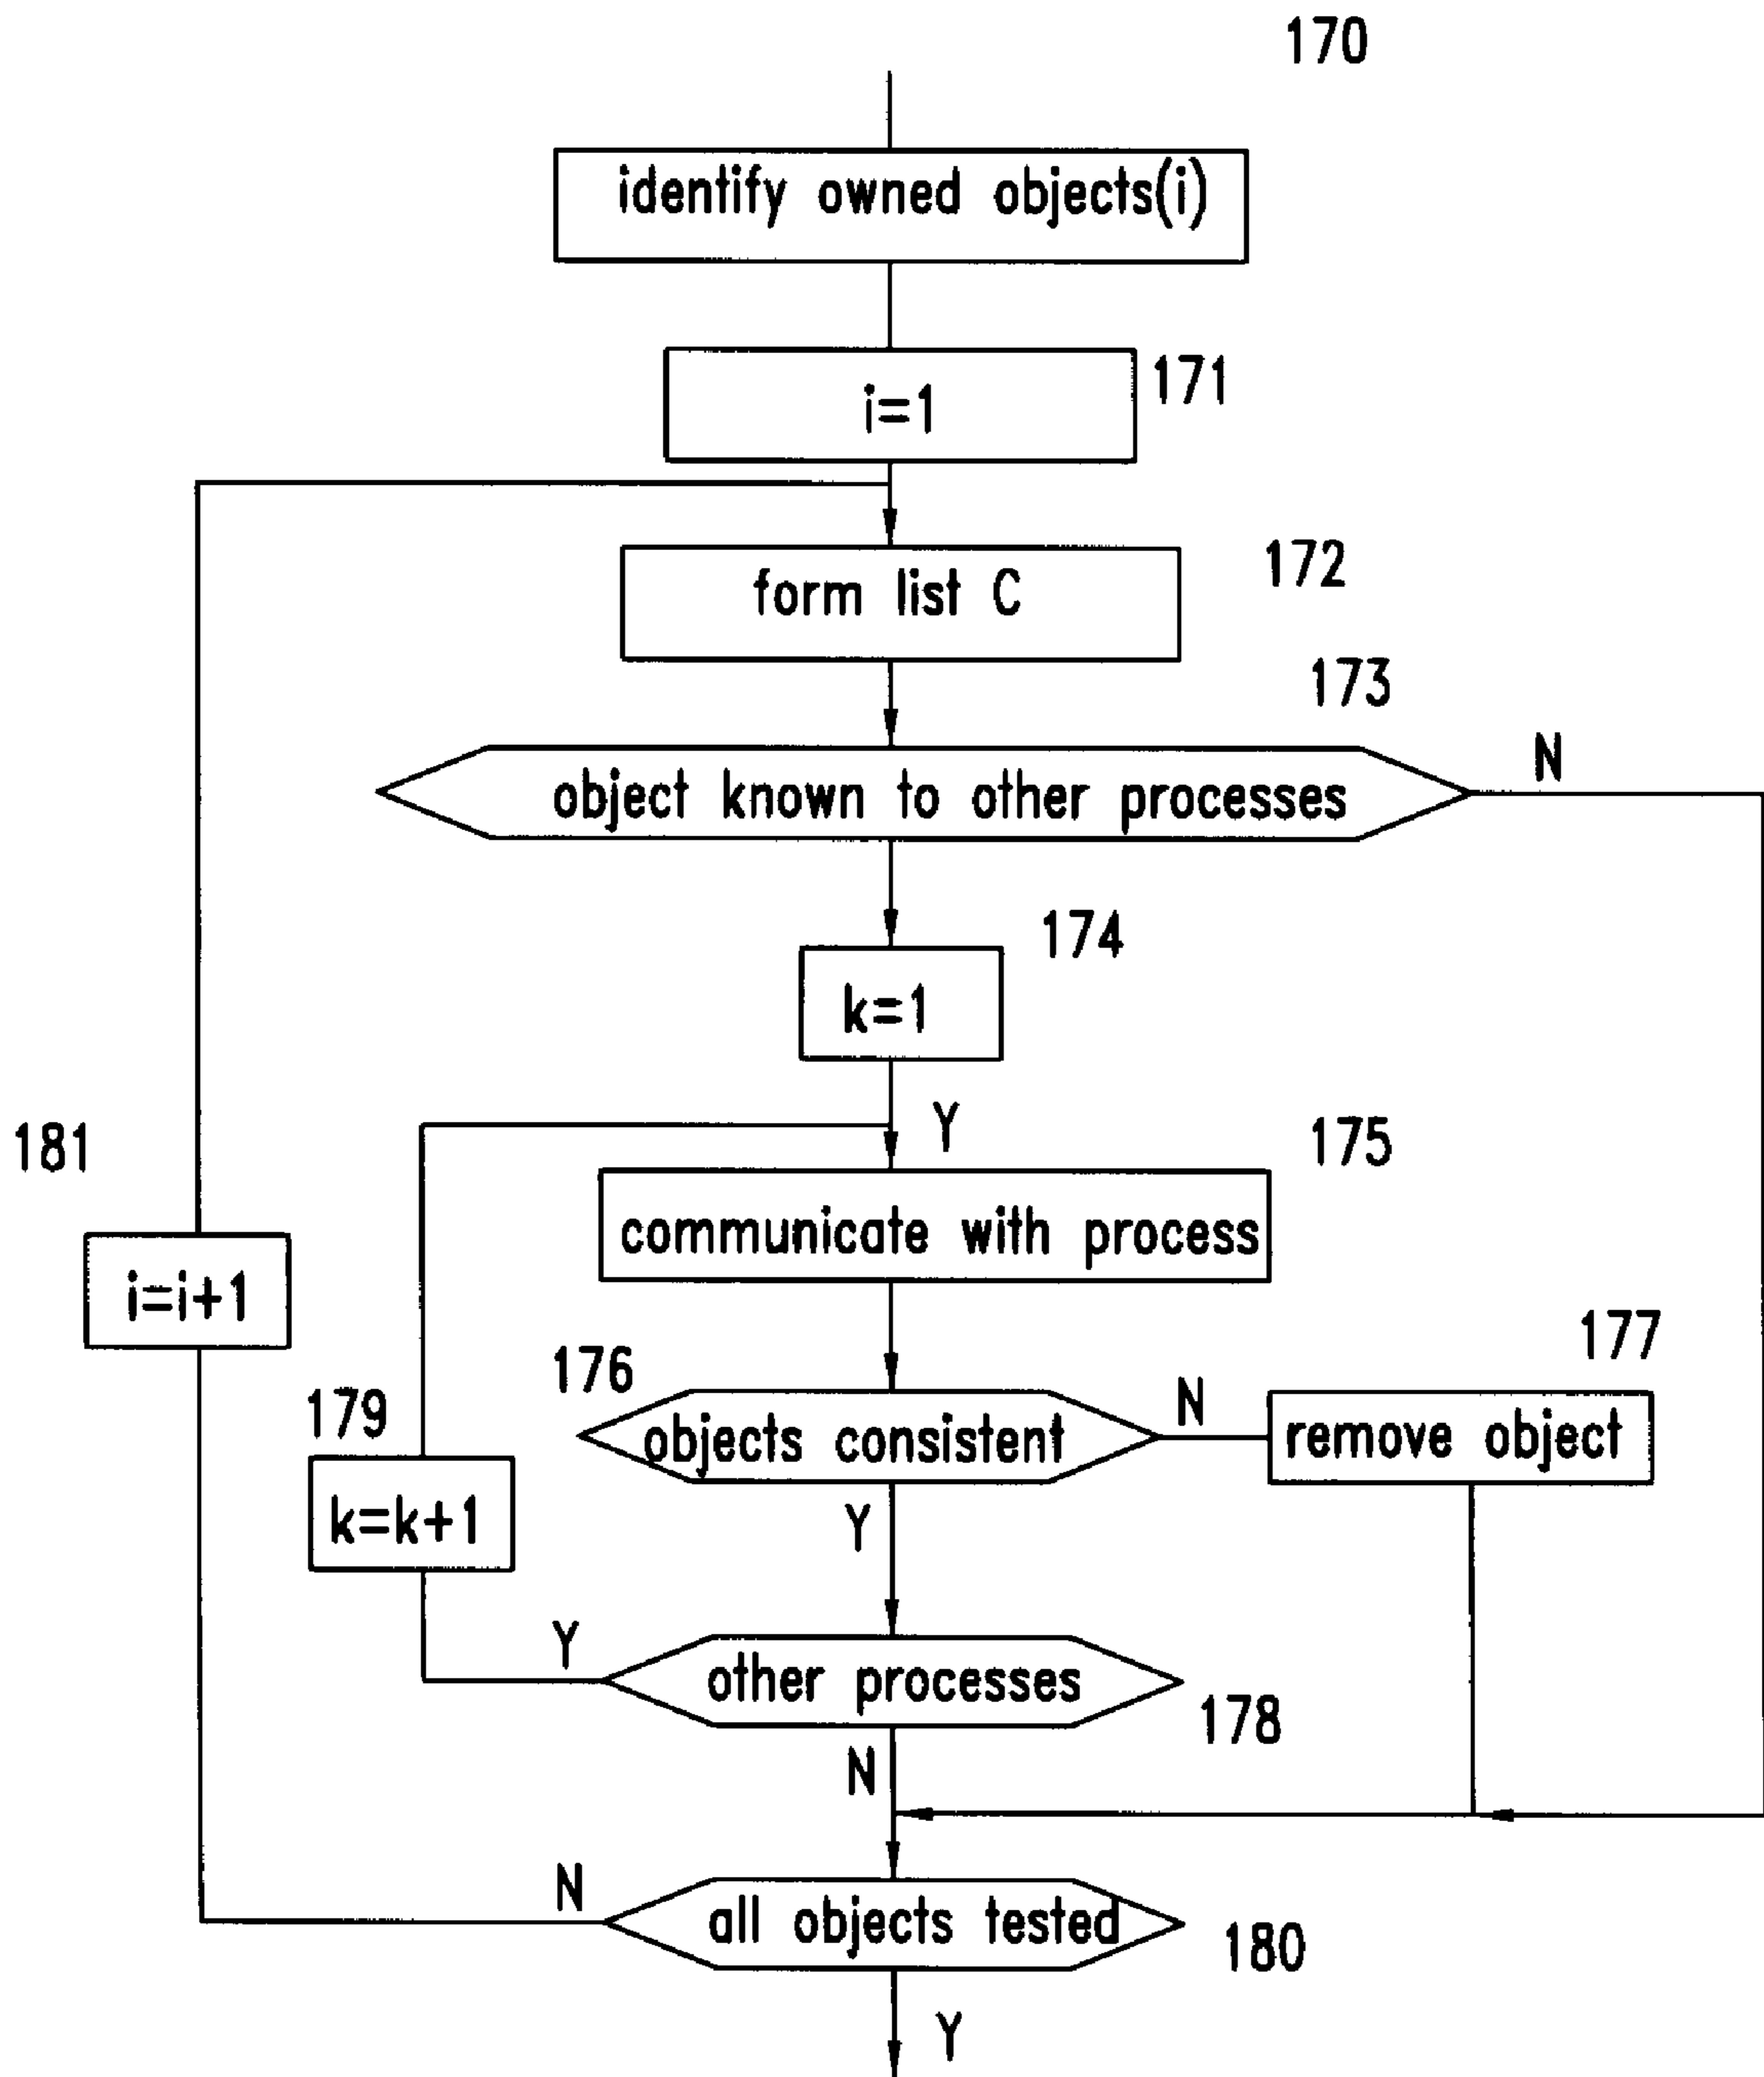 170
identify owned objects(i)
171
i=1
172
form list C
173
N
object known to other processes
174
k=1
181
Y
175
communicate with process
i=i+1
177
176
N
179
objects consistent
remove object
k=k+1
Y
Y
other processes
178
N
N
all objects tested
180
Y